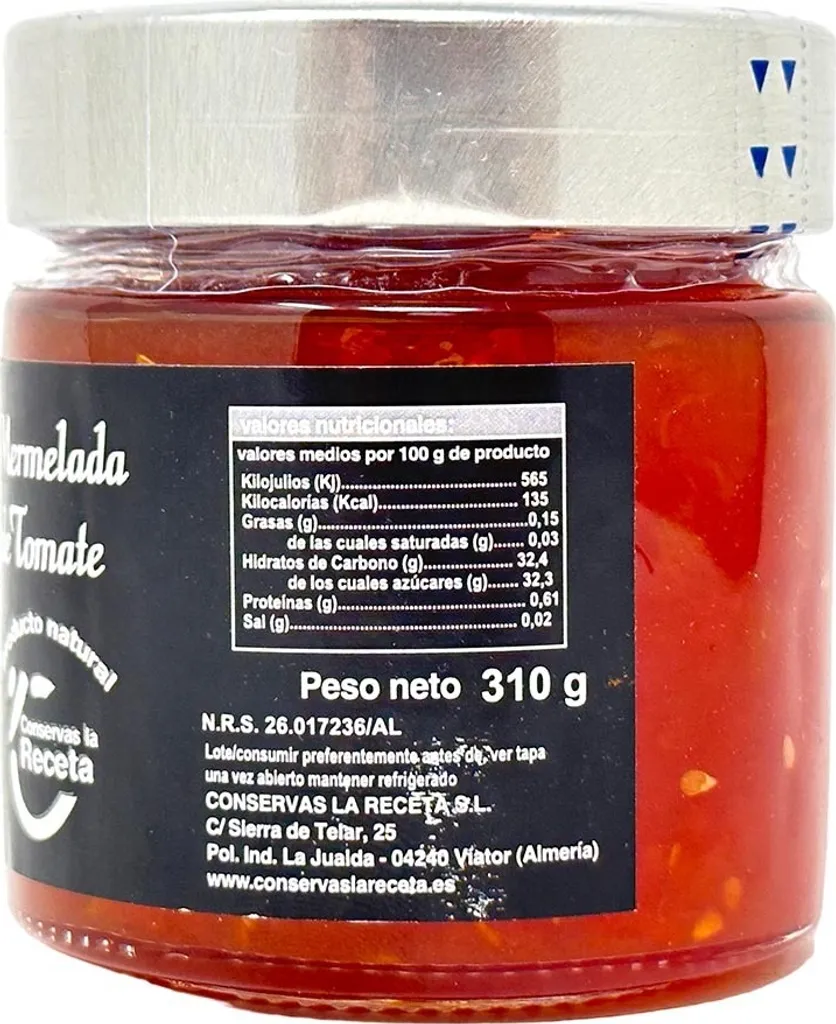 Mermelada
de Tomate
producto natural
Conservas la
Receta
valores nutricionales:
valores medios por 100 g de producto
Kilojulios (Kj)........................................ 565
Kilocalorías (Kcal)................................ 135
Grasas (g)................................................0,15
de las cuales saturadas (g)...... 0,03
Hidratos de Carbono (g)..................... 32,4
de los cuales azúcares (g)....... 32,3
Proteínas (g)......................................... 0,61
Sal (g)..................................................... 0,02
Peso neto 310 g
N.R.S. 26.017236/AL
Lote/consumir preferentemente antes de, ver tapa
una vez abierto mantener refrigerado
CONSERVAS LA RECETA S.L.
C/ Sierra de Telar, 25
Pol. Ind. La Juaida - 04240 Viator (Almería)
www.conservaslareceta.es